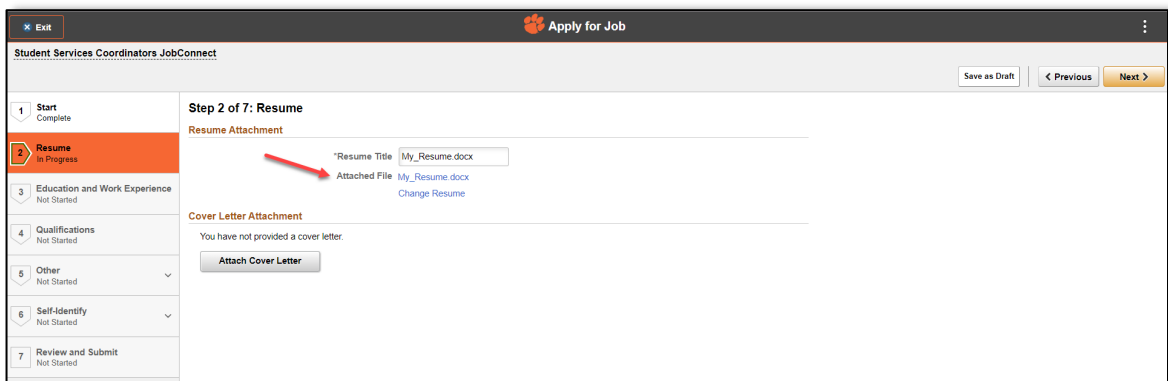 Exit
Apply for Job
Student Services Coordinators JobConnect
Save as Draft
Previous
Next
1
Start
Complete
2
Resume
In Progress
3
Education and Work Experience
Not Started
4
Qualifications
Not Started
5
Other
Not Started
6
Self-Identify
Not Started
7
Review and Submit
Not Started
Step 2 of 7: Resume
Resume Attachment
*Resume Title My_Resume.docx
Attached File My_Resume.docx
Change Resume
Cover Letter Attachment
You have not provided a cover letter.
Attach Cover Letter